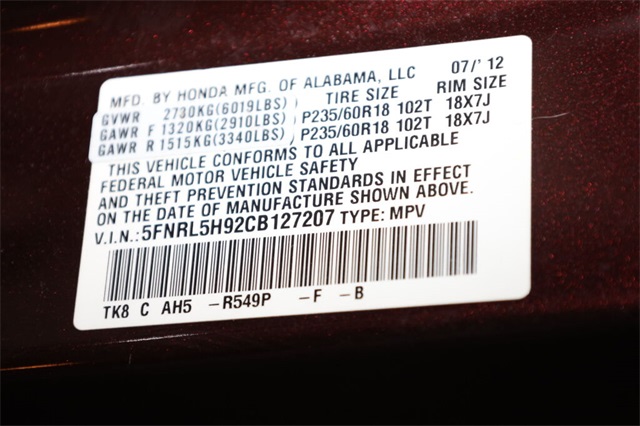 MFD. BY HONDA MFG. OF ALABAMA, LLC 07/' 12
GVWR 2730KG(6019LBS) TIRE SIZE RIM SIZE
GAWR F 1320KG(2910LBS) P235/60R18 102T 18X7J
GAWR R 1515KG(3340LBS) P235/60R18 102T 18X7J
THIS VEHICLE CONFORMS TO ALL APPLICABLE
FEDERAL MOTOR VEHICLE SAFETY
AND THEFT PREVENTION STANDARDS IN EFFECT
ON THE DATE OF MANUFACTURE SHOWN ABOVE.
V.I.N.: 5FNRL5H92CB127207 TYPE: MPV
TK8 C AH5 -R549P -F -B